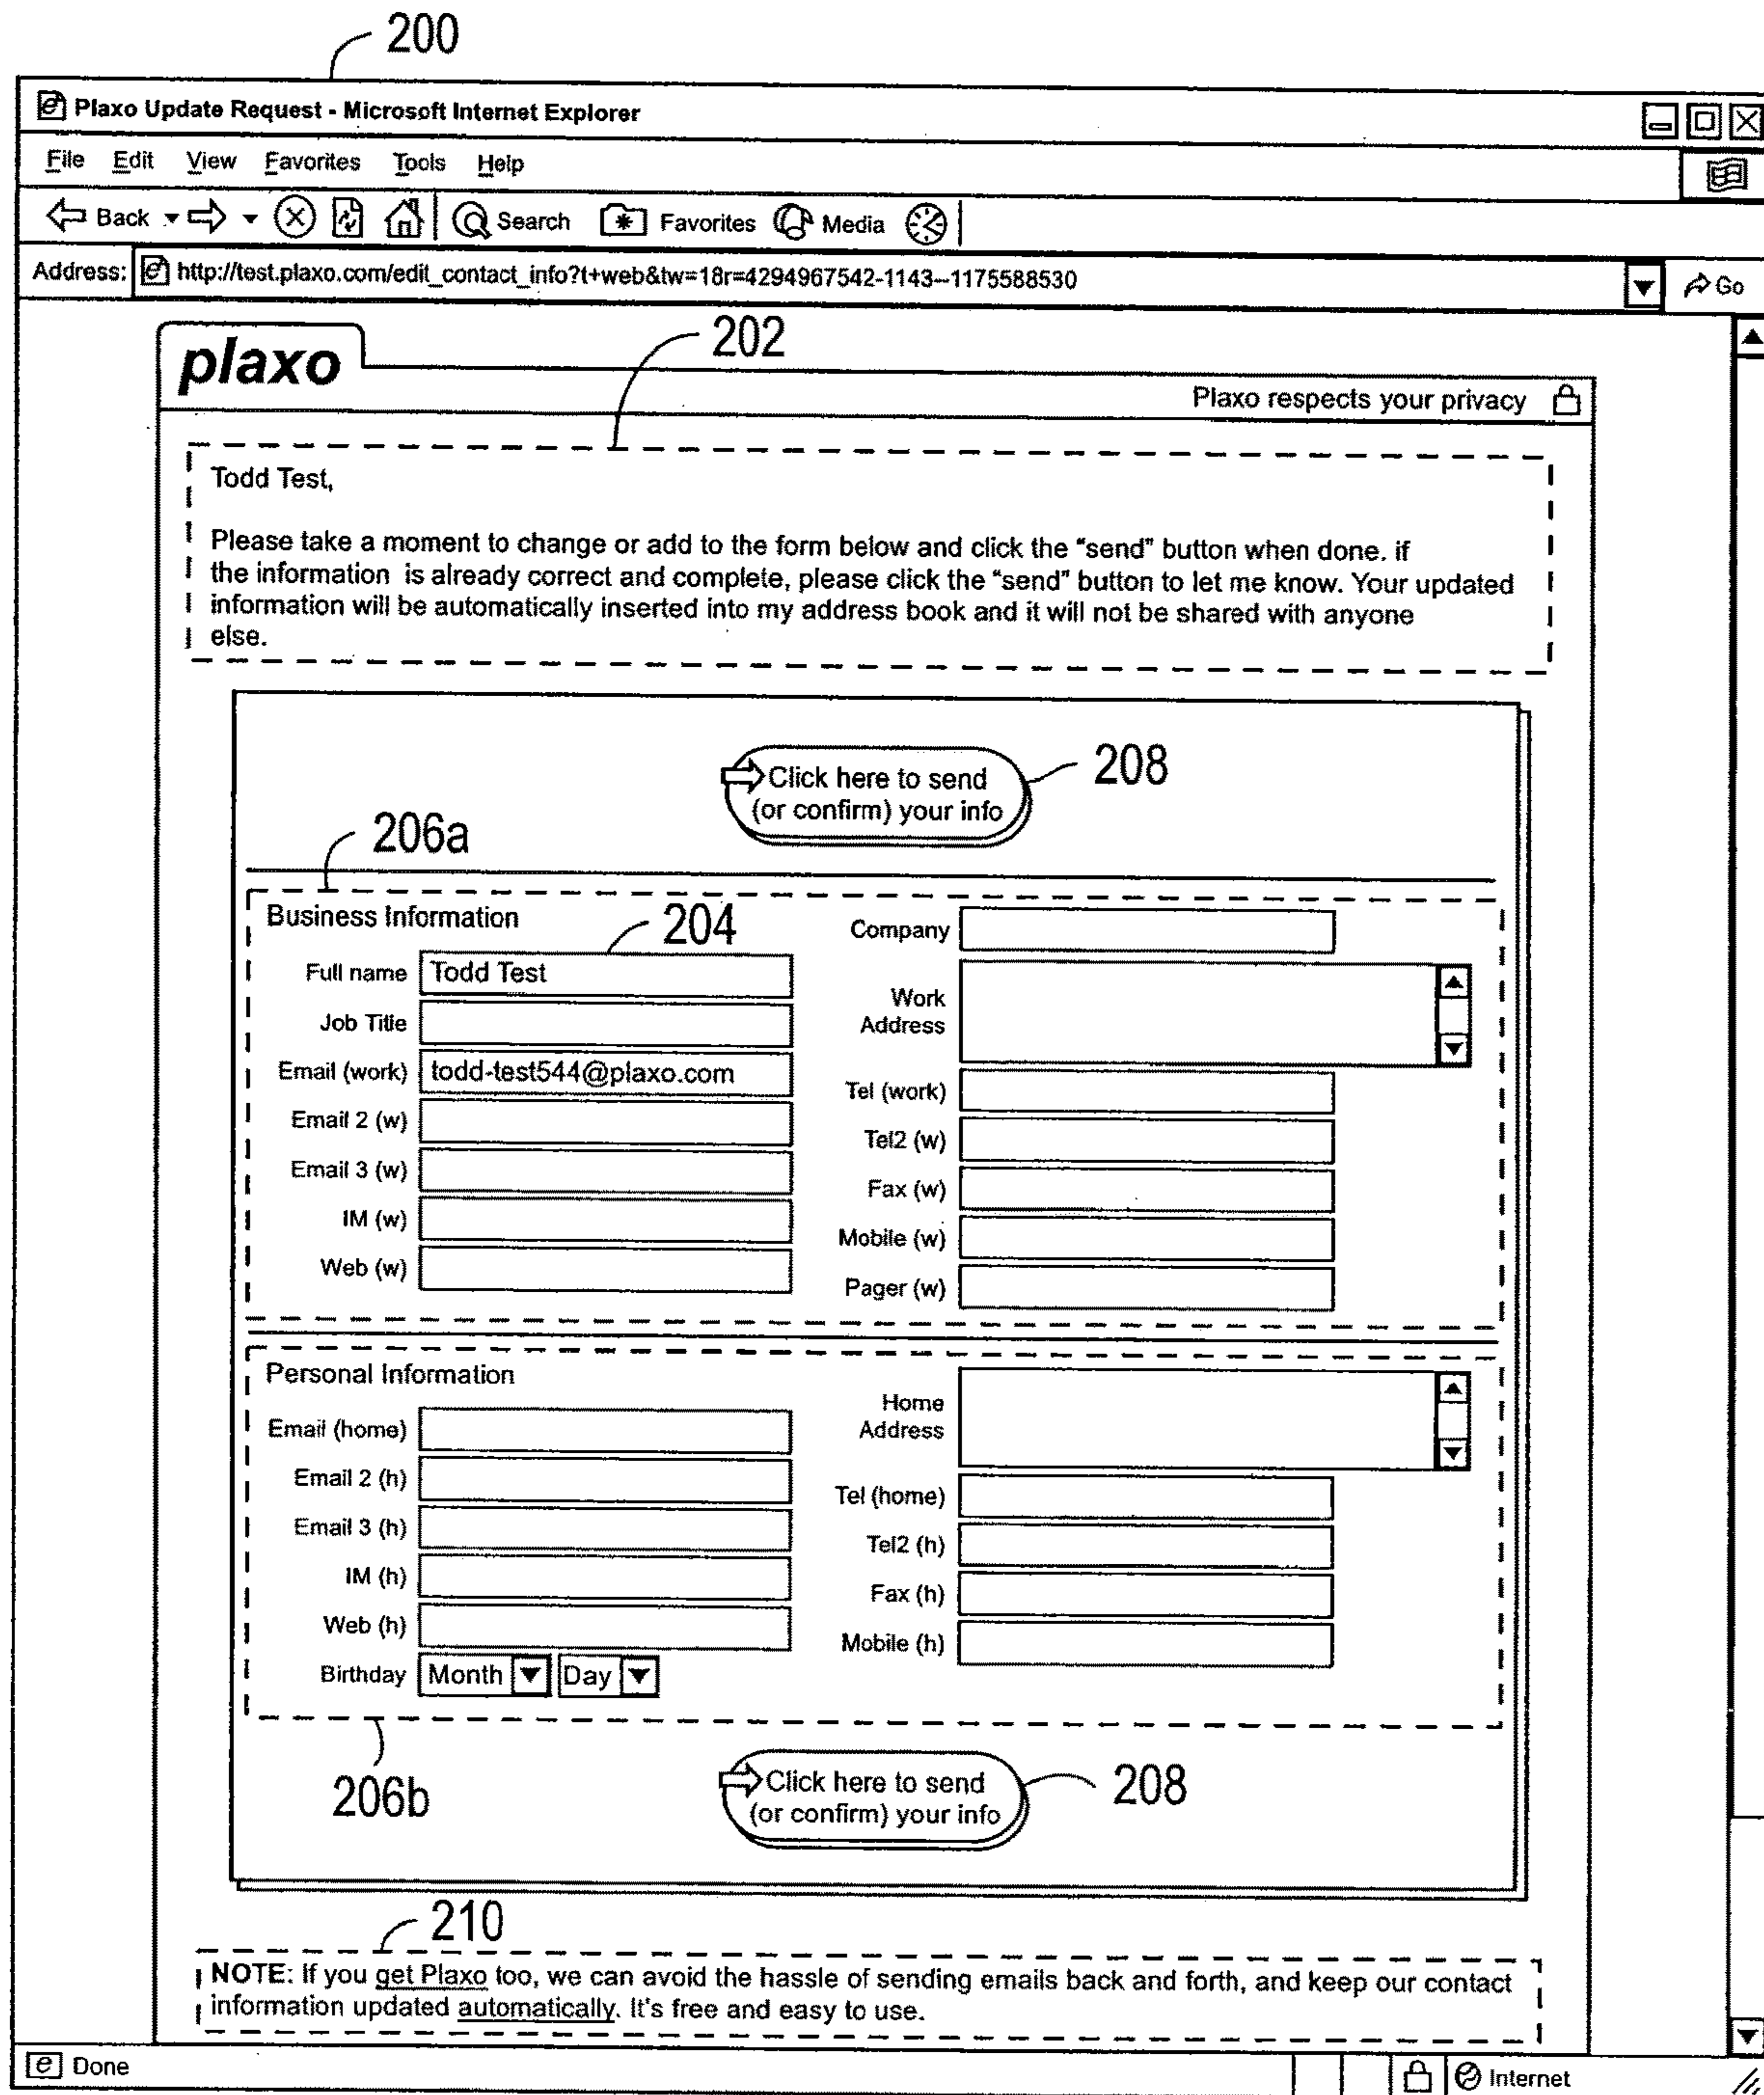 200
Plaxo Update Request - Microsoft Internet Explorer
File Edit View Favorites Tools Help
Back Search Favorites Media
Address: http://test.plaxo.com/edit_contact_info?t+web&tw=18r=4294967542-1143--1175588530 Go
plaxo
202
Plaxo respects your privacy
Todd Test,
Please take a moment to change or add to the form below and click the “send” button when done. if
the information is already correct and complete, please click the “send” button to let me know. Your updated
information will be automatically inserted into my address book and it will not be shared with anyone
else.
Click here to send
(or confirm) your info
208
206a
Business Information
204
Full name Todd Test
Job Title
Email (work) todd-test544@plaxo.com
Email 2 (w)
Email 3 (w)
IM (w)
Web (w)
Company
Work
Address
Tel (work)
Tel2 (w)
Fax (w)
Mobile (w)
Pager (w)
Personal Information
Email (home)
Email 2 (h)
Email 3 (h)
IM (h)
Web (h)
Birthday Month Day
Home
Address
Tel (home)
Tel2 (h)
Fax (h)
Mobile (h)
206b
Click here to send
(or confirm) your info
208
210
NOTE: If you get Plaxo too, we can avoid the hassle of sending emails back and forth, and keep our contact
information updated automatically. It's free and easy to use.
Done Internet